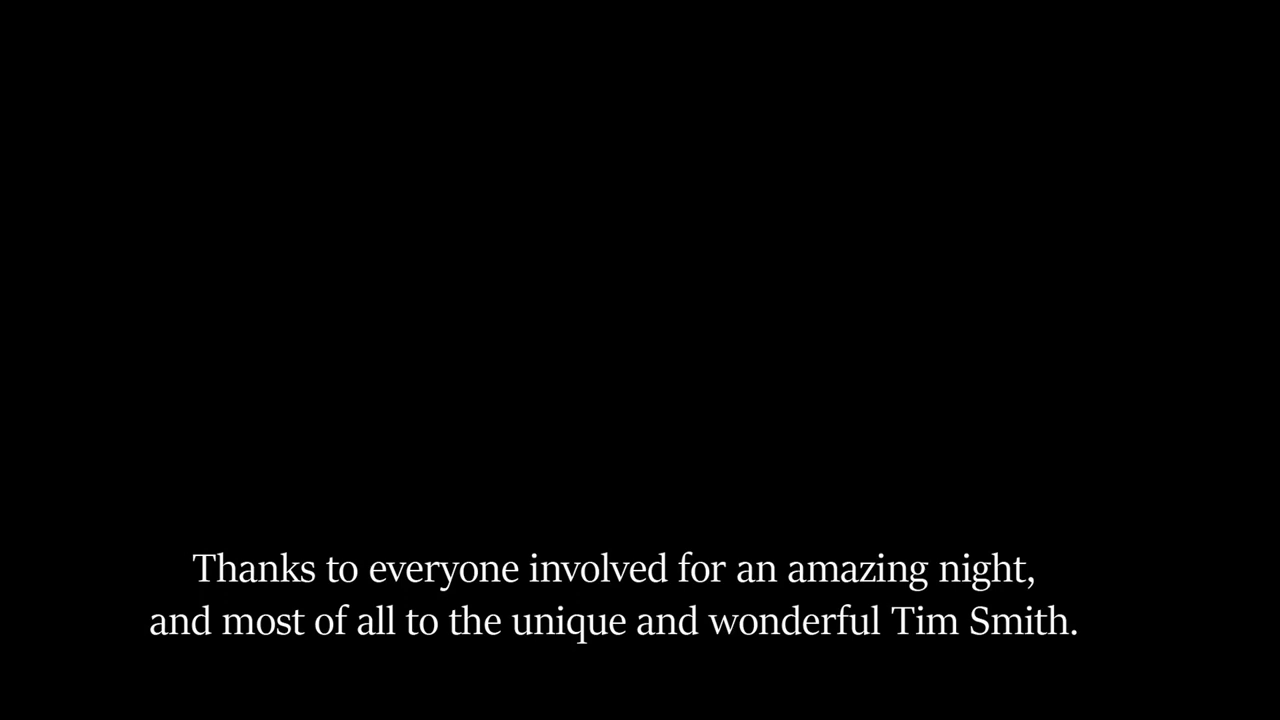 Thanks to everyone involved for an amazing night,
and most of all to the unique and wonderful Tim Smith.